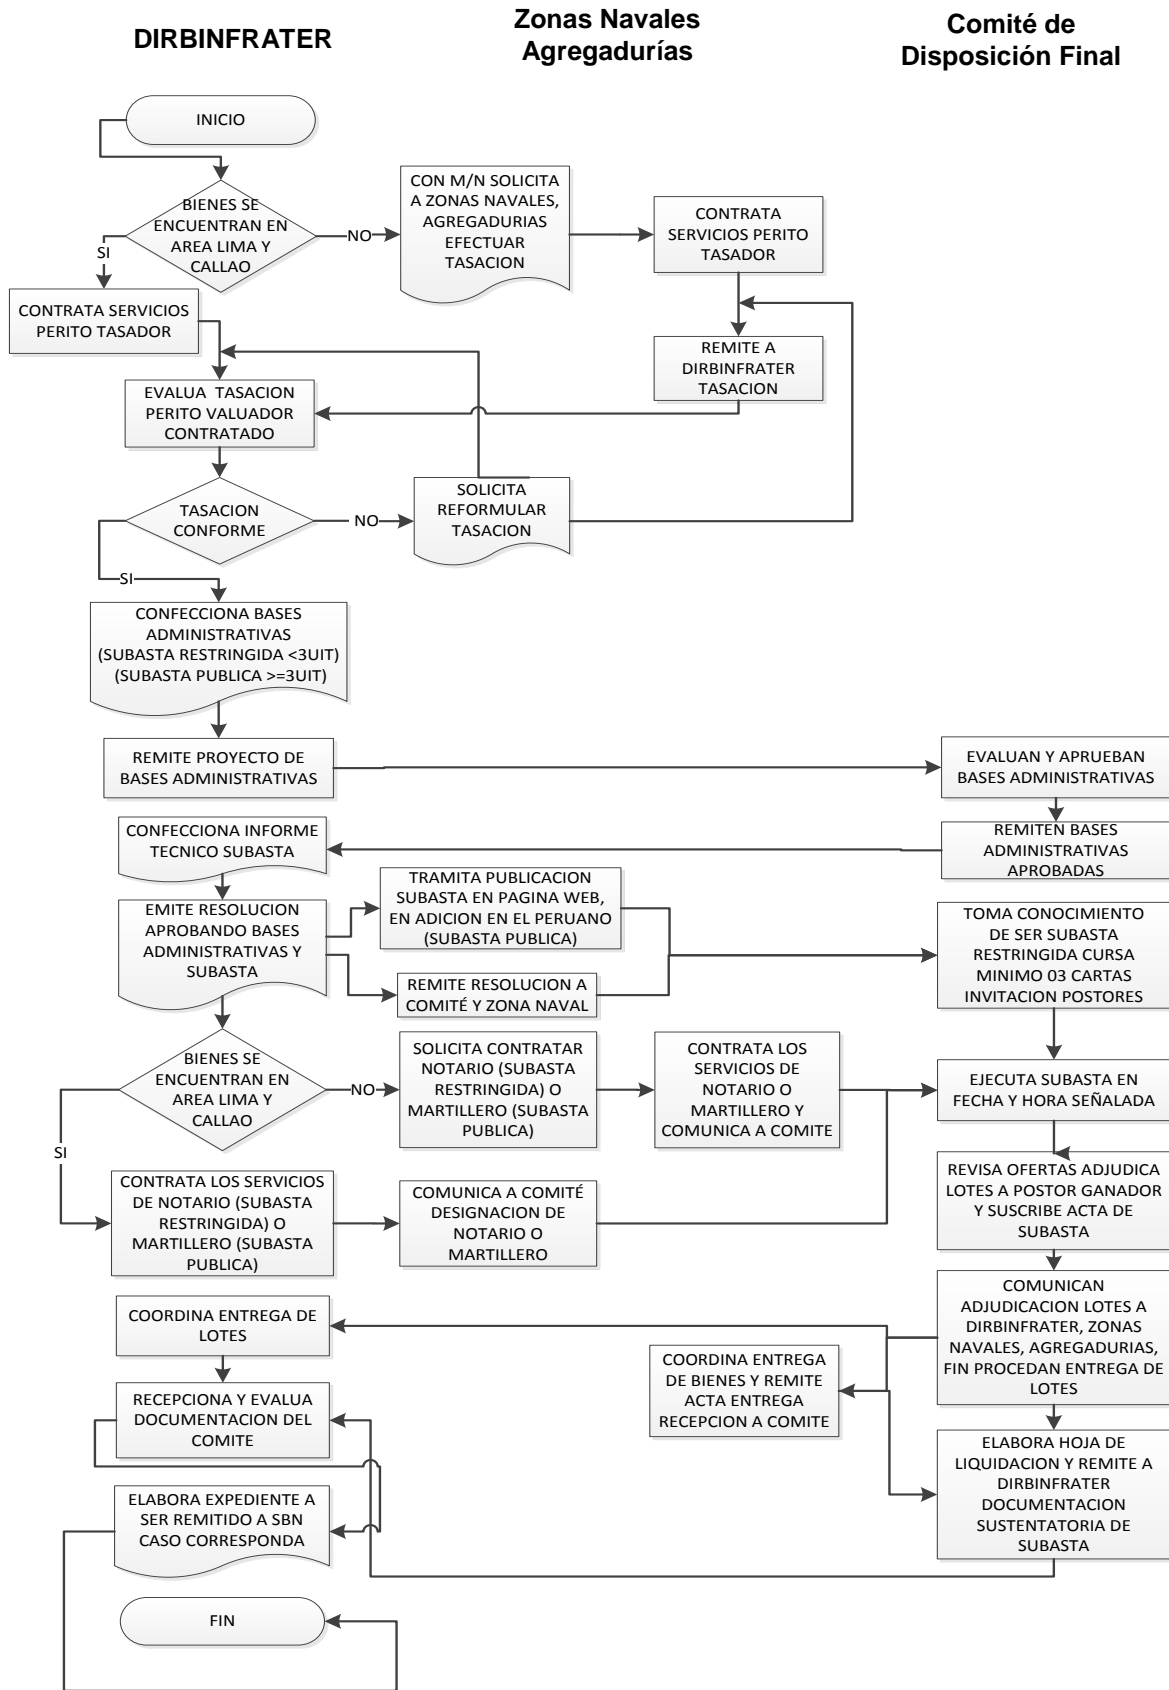 DIRBINFRATER
Zonas Navales
Agregadurías
Comité de
Disposición Final
INICIO
BIENES SE
ENCUENTRAN EN
AREA LIMA Y
CALLAO
NO
SI
CON M/N SOLICITA
A ZONAS NAVALES,
AGREGADURIAS
EFECTUAR
TASACION
CONTRATA
SERVICIOS PERITO
TASADOR
CONTRATA SERVICIOS
PERITO TASADOR
REMITE A
DIRBINFRATER
TASACION
EVALUA TASACION
PERITO VALUADOR
CONTRATADO
TASACION
CONFORME
NO
SI
SOLICITA
REFORMULAR
TASACION
CONFECCIONA BASES
ADMINISTRATIVAS
(SUBASTA RESTRINGIDA <3UIT)
(SUBASTA PUBLICA >=3UIT)
REMITE PROYECTO DE
BASES ADMINISTRATIVAS
EVALUAN Y APRUEBAN
BASES ADMINISTRATIVAS
REMITEN BASES
ADMINISTRATIVAS
APROBADAS
CONFECCIONA INFORME
TECNICO SUBASTA
EMITE RESOLUCION
APROBANDO BASES
ADMINISTRATIVAS Y
SUBASTA
TRAMITA PUBLICACION
SUBASTA EN PAGINA WEB,
EN ADICION EN EL PERUANO
(SUBASTA PUBLICA)
REMITE RESOLUCION A
COMITÉ Y ZONA NAVAL
TOMA CONOCIMIENTO
DE SER SUBASTA
RESTRINGIDA CURSA
MINIMO 03 CARTAS
INVITACION POSTORES
BIENES SE
ENCUENTRAN EN
AREA LIMA Y
CALLAO
NO
SI
SOLICITA CONTRATAR
NOTARIO (SUBASTA
RESTRINGIDA) O
MARTILLERO (SUBASTA
PUBLICA)
CONTRATA LOS
SERVICIOS DE
NOTARIO O
MARTILLERO Y
COMUNICA A COMITE
EJECUTA SUBASTA EN
FECHA Y HORA SEÑALADA
CONTRATA LOS SERVICIOS
DE NOTARIO (SUBASTA
RESTRINGIDA) O
MARTILLERO (SUBASTA
PUBLICA)
COMUNICA A COMITÉ
DESIGNACION DE
NOTARIO O
MARTILLERO
REVISA OFERTAS ADJUDICA
LOTES A POSTOR GANADOR
Y SUSCRIBE ACTA DE
SUBASTA
COMUNICAN
ADJUDICACION LOTES A
DIRBINFRATER, ZONAS
NAVALES, AGREGADURIAS,
FIN PROCEDAN ENTREGA DE
LOTES
COORDINA ENTREGA DE
LOTES
COORDINA ENTREGA
DE BIENES Y REMITE
ACTA ENTREGA
RECEPCION A COMITE
RECEPCIONA Y EVALUA
DOCUMENTACION DEL
COMITE
ELABORA HOJA DE
LIQUIDACION Y REMITE A
DIRBINFRATER
DOCUMENTACION
SUSTENTATORIA DE
SUBASTA
ELABORA EXPEDIENTE A
SER REMITIDO A SBN
CASO CORRESPONDA
FIN